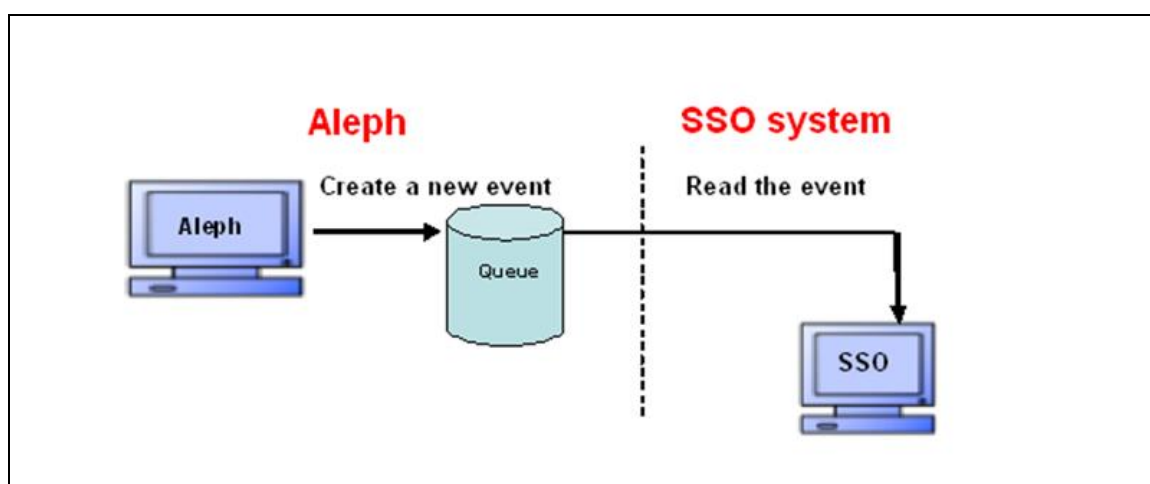 Aleph
SSO system
Create a new event
Read the event
Aleph
Queue
SSO